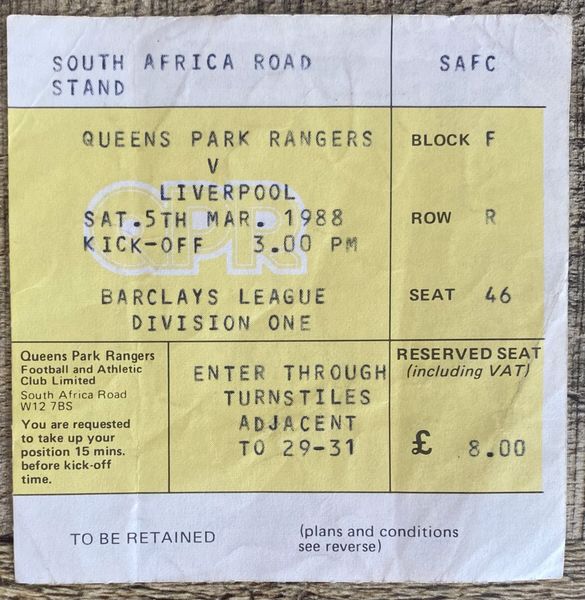 SOUTH AFRICA ROAD
STAND
SAFC
QUEENS PARK RANGERS
V
LIVERPOOL
SAT.5TH MAR. 1988
KICK-OFF 3.00 PM
QPR
BARCLAYS LEAGUE
DIVISION ONE
BLOCK F
ROW R
SEAT 46
Queens Park Rangers
Football and Athletic
Club Limited
South Africa Road
W12 7BS
You are requested
to take up your
position 15 mins.
before kick-off
time.
ENTER THROUGH
TURNSTILES
ADJACENT
TO 29-31
RESERVED SEAT
(including VAT)
£ 8.00
TO BE RETAINED
(plans and conditions
see reverse)